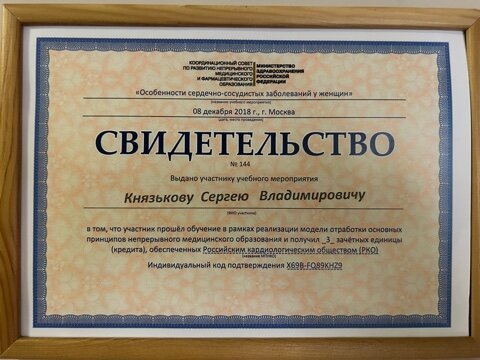 КООРДИНАЦИОННЫЙ СОВЕТ
ПО РАЗВИТИЮ НЕПРЕРЫВНОГО
МЕДИЦИНСКОГО
И ФАРМАЦЕВТИЧЕСКОГО
ОБРАЗОВАНИЯ
МИНИСТЕРСТВО
ЗДРАВООХРАНЕНИЯ
РОССИЙСКОЙ
ФЕДЕРАЦИИ
«Особенности сердечно-сосудистых заболеваний у женщин»
(название учебного мероприятия)
08 декабря 2018 г., г. Москва
(дата, место проведения)
СВИДЕТЕЛЬСТВО
№ 144
Выдано участнику учебного мероприятия
Князькову Сергею Владимировичу
(ФИО участника)
в том, что участник прошёл обучение в рамках реализации модели отработки основных
принципов непрерывного медицинского образования и получил _3_ зачётных единицы
(кредита), обеспеченных Российским кардиологическим обществом (РКО)
(название МПНКО)
Индивидуальный код подтверждения X69B-FQ89KHZ9